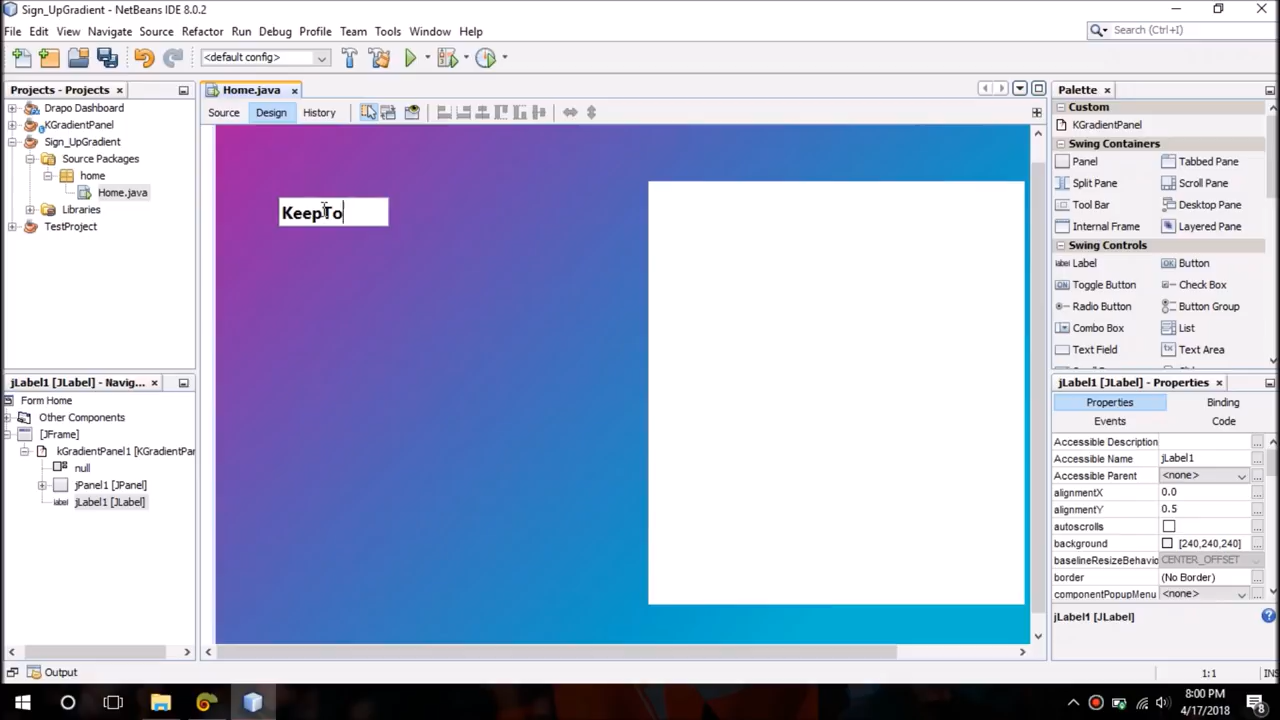 Sign_UpGradient - NetBeans IDE 8.0.2
File Edit View Navigate Source Refactor Run Debug Profile Team Tools Window Help
Search (Ctrl+I)
<default config>
Projects - Projects
Drapo Dashboard
KGradientPanel
Sign_UpGradient
Source Packages
home
Home.java
Libraries
TestProject
jLabel1 [JLabel] - Navig...
Form Home
Other Components
[JFrame]
kGradientPanel1 [KGradientPar
null
jPanel1 [JPanel]
jLabel1 [JLabel]
Home.java
Source Design History
KeepTo
Palette
Custom
KGradientPanel
Swing Containers
Panel Tabbed Pane
Split Pane Scroll Pane
Tool Bar Desktop Pane
Internal Frame Layered Pane
Swing Controls
Label Button
Toggle Button Check Box
Radio Button Button Group
Combo Box List
Text Field Text Area
jLabel1 [JLabel] - Properties
Properties Binding
Events Code
Accessible Description
Accessible Name jLabel1
Accessible Parent <none>
alignmentX 0.0
alignmentY 0.5
autoscrolls
background [240,240,240]
baselineResizeBehavio CENTER_OFFSET
border (No Border)
componentPopupMenu <none>
jLabel1 [JLabel]
Output
1:1 INS
8:00 PM
4/17/2018
8